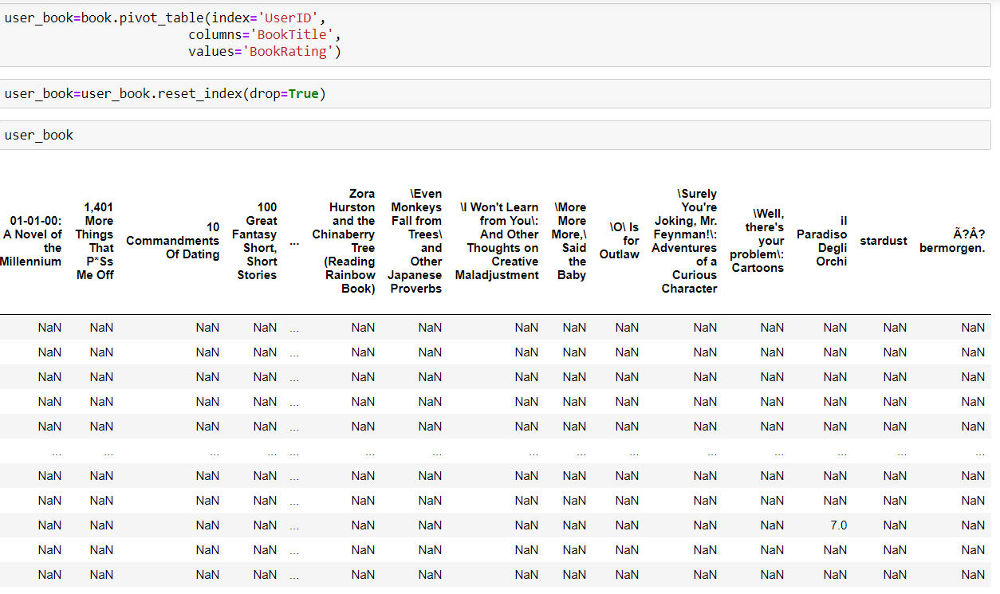 user_book=book.pivot_table(index='UserID',
columns='BookTitle',
values='BookRating')
user_book=user_book.reset_index(drop=True)
user_book
01-01-00:
A Novel of
the
Millennium
1,401
More
Things
That
P*Ss
Me Off
10
Commandments
Of Dating
100
Great
Fantasy
Short,
Short
Stories
...
Zora
Hurston
and the
Chinaberry
Tree
(Reading
Rainbow
Book)
\Even
Monkeys
Fall from
Trees\
and
Other
Japanese
Proverbs
\I Won't Learn
from You\:
And Other
Thoughts on
Creative
Maladjustment
\More
More
More,\
Said
the
Baby
\O\ Is
for
Outlaw
\Surely
You're
Joking, Mr.
Feynman!\:
Adventures
of a
Curious
Character
\Well,
there's
your
problem\:
Cartoons
il
Paradiso
Degli
Orchi
stardust
Ã?Â?
bermorgen.
NaN NaN NaN NaN ... NaN NaN NaN NaN NaN NaN NaN NaN NaN NaN
NaN NaN NaN NaN ... NaN NaN NaN NaN NaN NaN NaN NaN NaN NaN
NaN NaN NaN NaN ... NaN NaN NaN NaN NaN NaN NaN NaN NaN NaN
NaN NaN NaN NaN ... NaN NaN NaN NaN NaN NaN NaN NaN NaN NaN
NaN NaN NaN NaN ... NaN NaN NaN NaN NaN NaN NaN NaN NaN NaN
... ... ... ... ... ... ... ... ... ... ... ... ... ... ...
NaN NaN NaN NaN ... NaN NaN NaN NaN NaN NaN NaN NaN NaN NaN
NaN NaN NaN NaN ... NaN NaN NaN NaN NaN NaN NaN NaN NaN NaN
NaN NaN NaN NaN ... NaN NaN NaN NaN NaN NaN NaN 7.0 NaN NaN
NaN NaN NaN NaN ... NaN NaN NaN NaN NaN NaN NaN NaN NaN NaN
NaN NaN NaN NaN ... NaN NaN NaN NaN NaN NaN NaN NaN NaN NaN